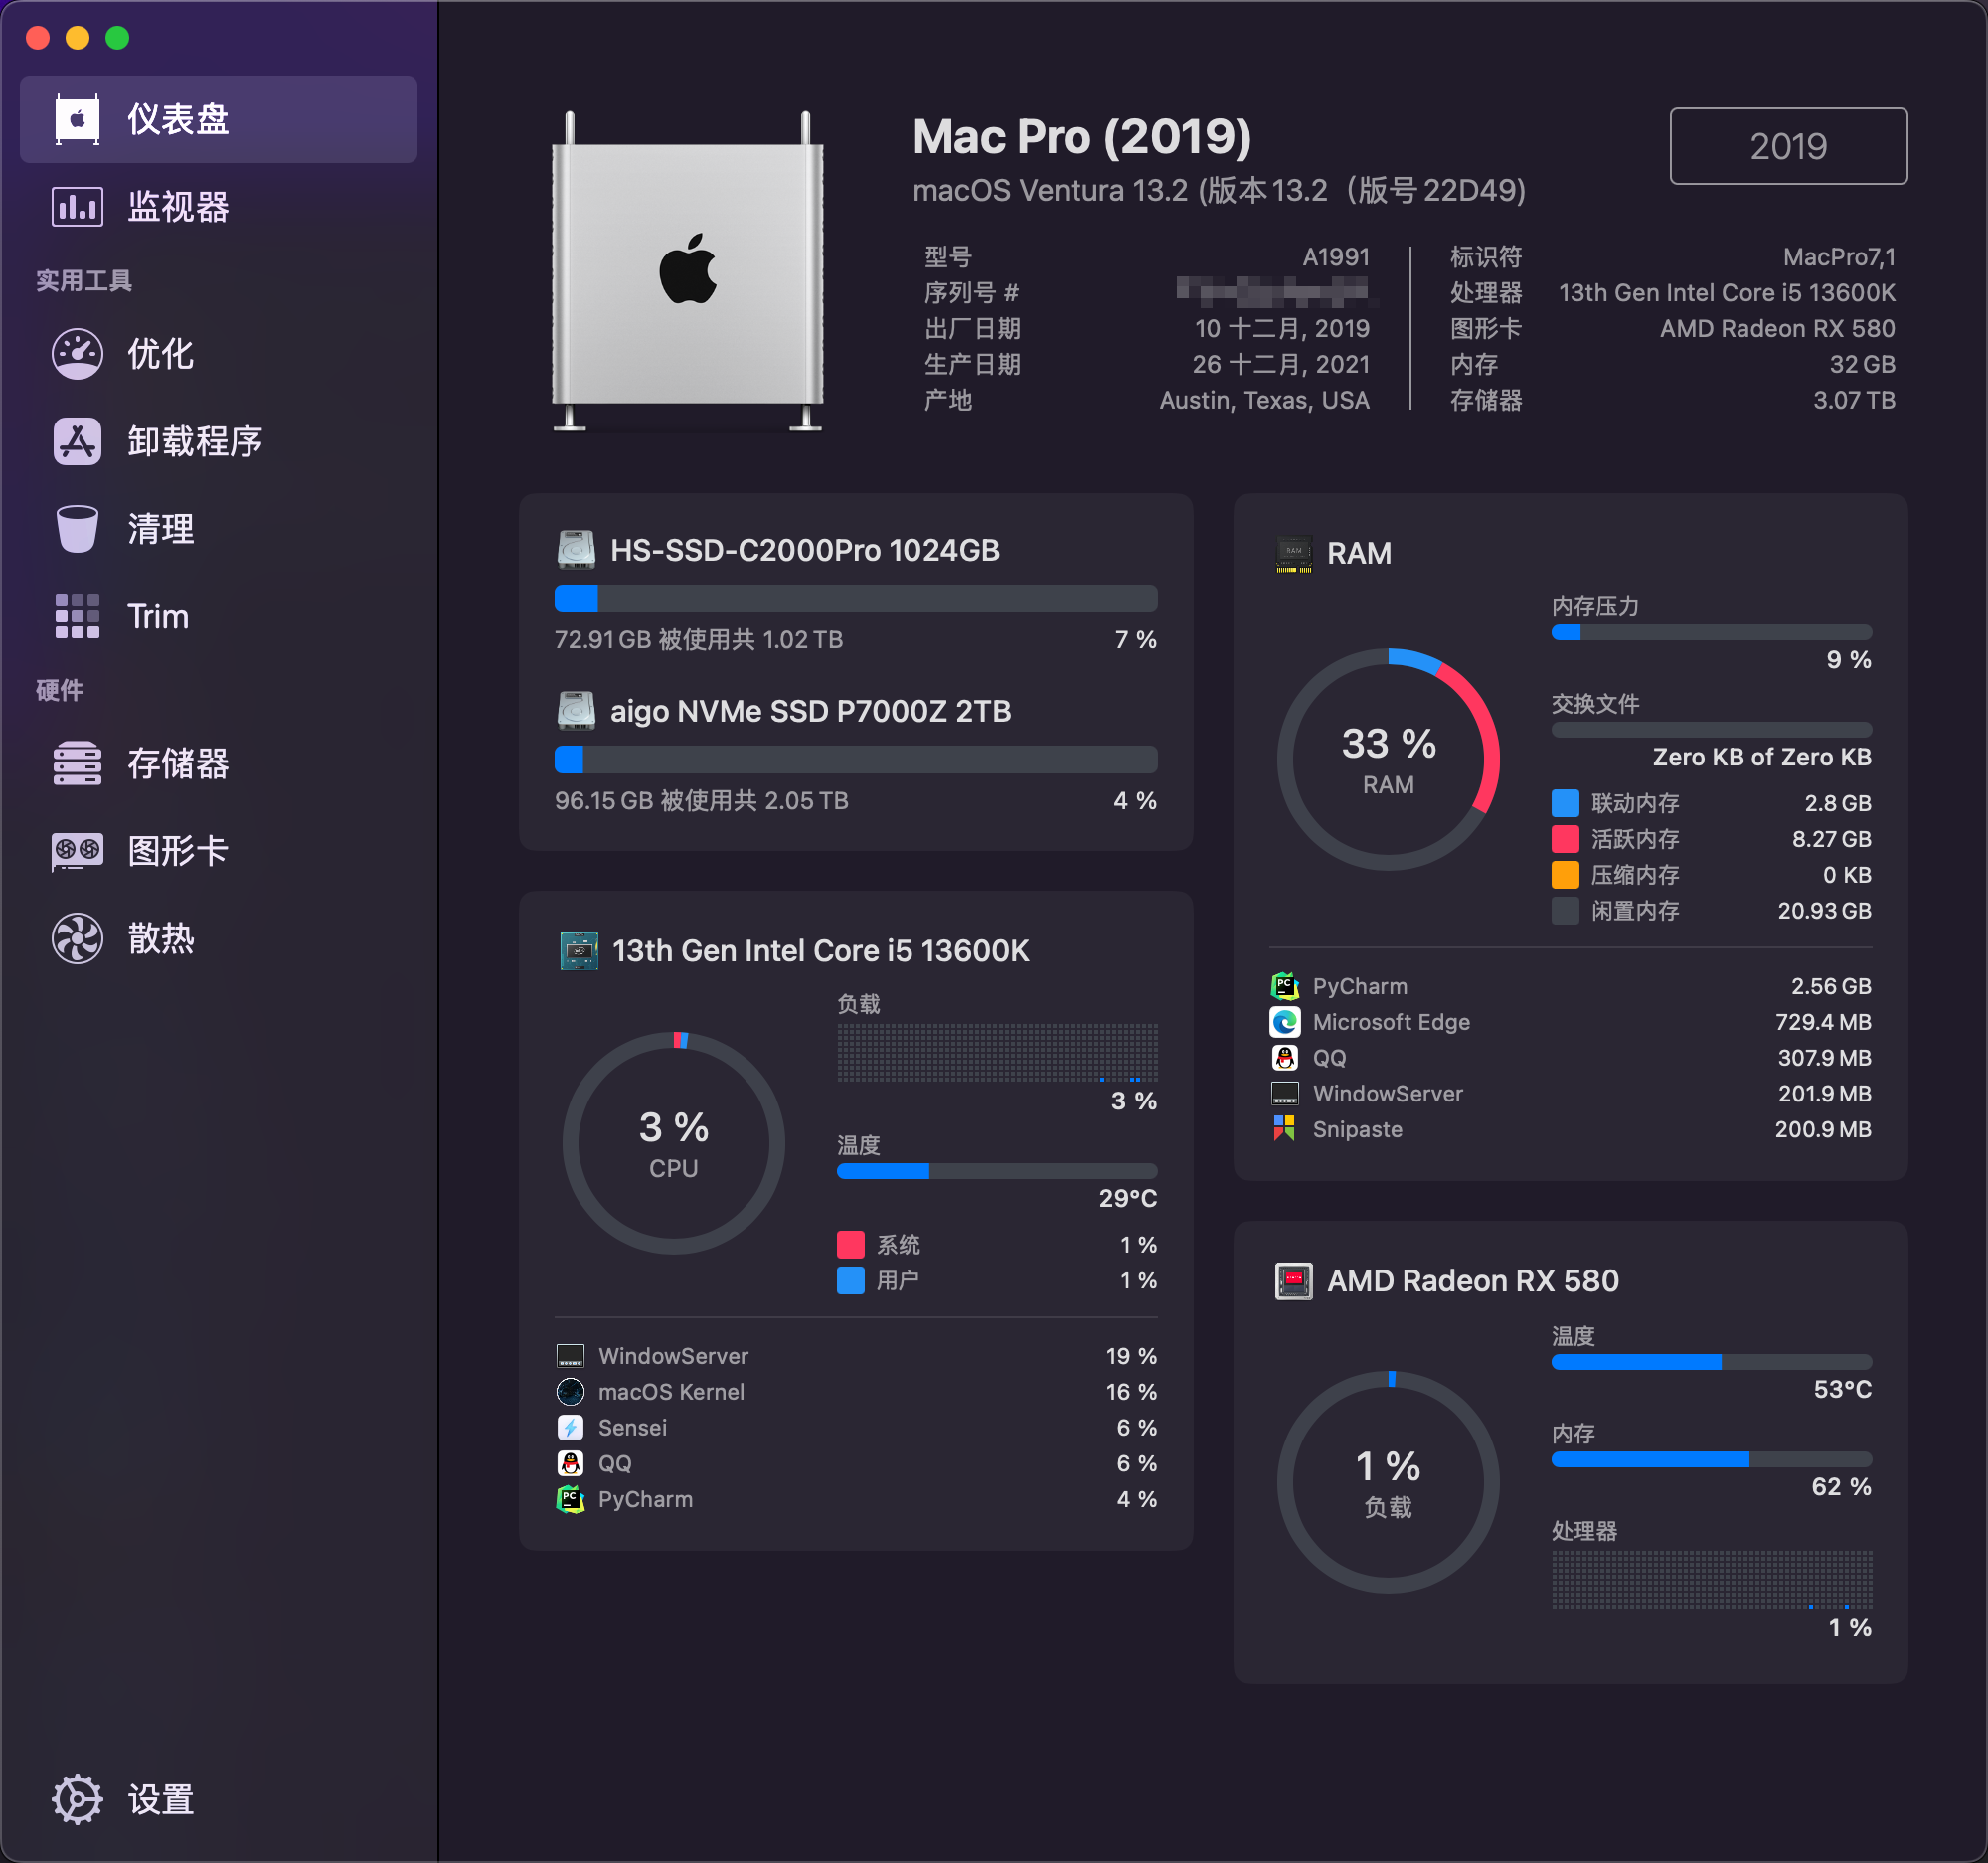 仪表盘
监视器
实用工具
优化
卸载程序
清理
Trim
硬件
存储器
图形卡
散热
设置
Mac Pro (2019)
2019
macOS Ventura 13.2 (版本 13.2（版号 22D49)
型号 A1991
序列号 #
出厂日期 10 十二月, 2019
生产日期 26 十二月, 2021
产地 Austin, Texas, USA
标识符 MacPro7,1
处理器 13th Gen Intel Core i5 13600K
图形卡 AMD Radeon RX 580
内存 32 GB
存储器 3.07 TB
HS-SSD-C2000Pro 1024GB
72.91 GB 被使用共 1.02 TB 7 %
aigo NVMe SSD P7000Z 2TB
96.15 GB 被使用共 2.05 TB 4 %
13th Gen Intel Core i5 13600K
3 %
CPU
负载
3 %
温度
29°C
系统 1 %
用户 1 %
WindowServer 19 %
macOS Kernel 16 %
Sensei 6 %
QQ 6 %
PyCharm 4 %
RAM
33 %
RAM
内存压力
9 %
交换文件
Zero KB of Zero KB
联动内存 2.8 GB
活跃内存 8.27 GB
压缩内存 0 KB
闲置内存 20.93 GB
PyCharm 2.56 GB
Microsoft Edge 729.4 MB
QQ 307.9 MB
WindowServer 201.9 MB
Snipaste 200.9 MB
AMD Radeon RX 580
1 %
负载
温度
53°C
内存
62 %
处理器
1 %